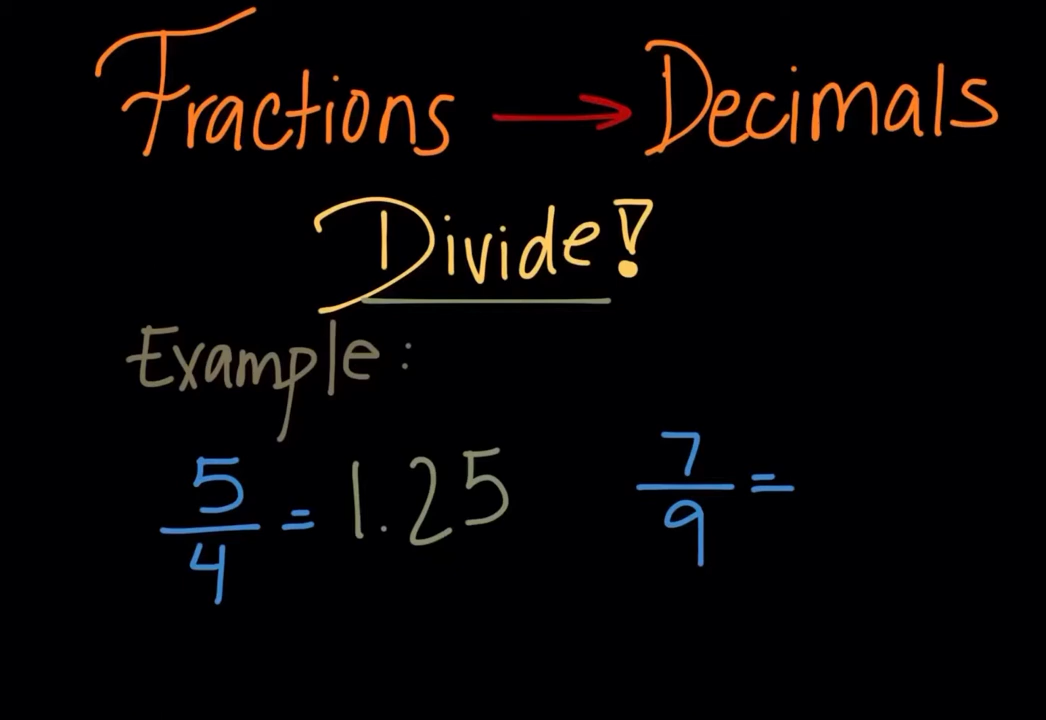 Fractions → Decimals
Divide!
Example:
5/4 = 1.25
7/9 =